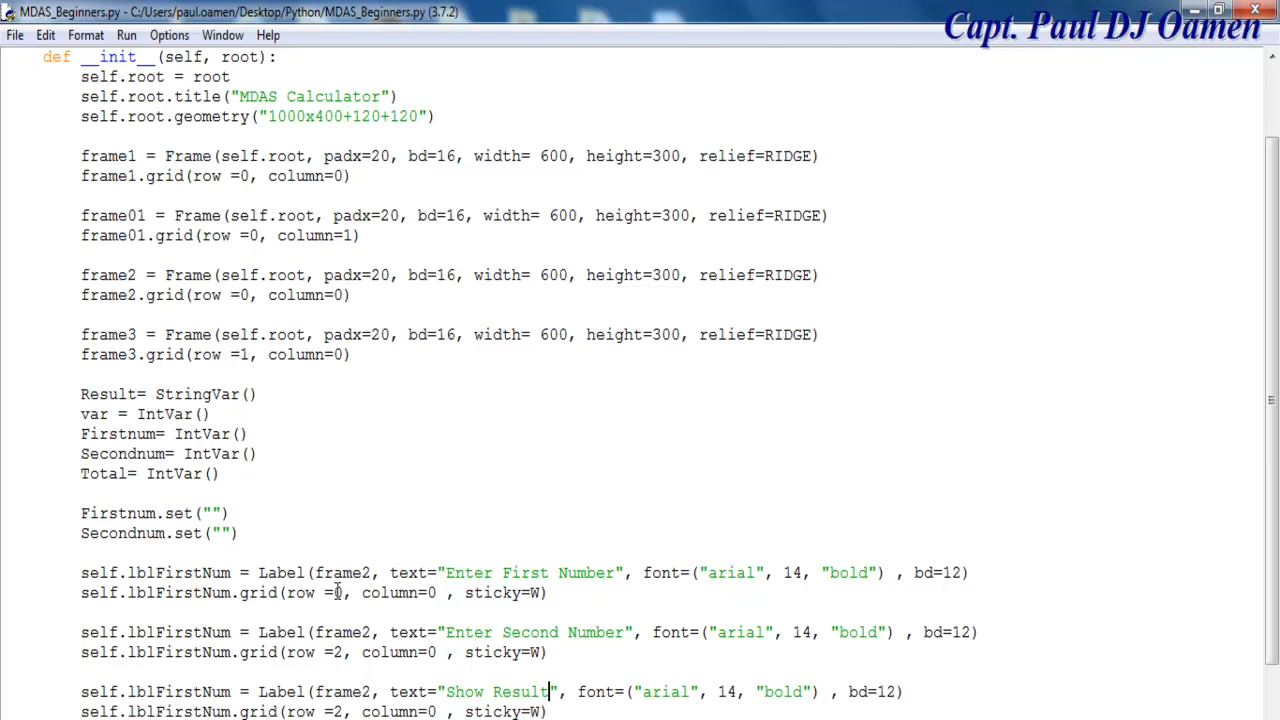 MDAS_Beginners.py - C:/Users/paul.oamen/Desktop/Python/MDAS_Beginners.py (3.7.2)
File Edit Format Run Options Window Help
Capt. Paul DJ Oamen
def __init__(self, root):
self.root = root
self.root.title("MDAS Calculator")
self.root.geometry("1000x400+120+120")
frame1 = Frame(self.root, padx=20, bd=16, width= 600, height=300, relief=RIDGE)
frame1.grid(row =0, column=0)
frame01 = Frame(self.root, padx=20, bd=16, width= 600, height=300, relief=RIDGE)
frame01.grid(row =0, column=1)
frame2 = Frame(self.root, padx=20, bd=16, width= 600, height=300, relief=RIDGE)
frame2.grid(row =0, column=0)
frame3 = Frame(self.root, padx=20, bd=16, width= 600, height=300, relief=RIDGE)
frame3.grid(row =1, column=0)
Result= StringVar()
var = IntVar()
Firstnum= IntVar()
Secondnum= IntVar()
Total= IntVar()
Firstnum.set("")
Secondnum.set("")
self.lblFirstNum = Label(frame2, text="Enter First Number", font=("arial", 14, "bold") , bd=12)
self.lblFirstNum.grid(row =0, column=0 , sticky=W)
self.lblFirstNum = Label(frame2, text="Enter Second Number", font=("arial", 14, "bold") , bd=12)
self.lblFirstNum.grid(row =2, column=0 , sticky=W)
self.lblFirstNum = Label(frame2, text="Show Result", font=("arial", 14, "bold") , bd=12)
self.lblFirstNum.grid(row =2, column=0 , sticky=W)